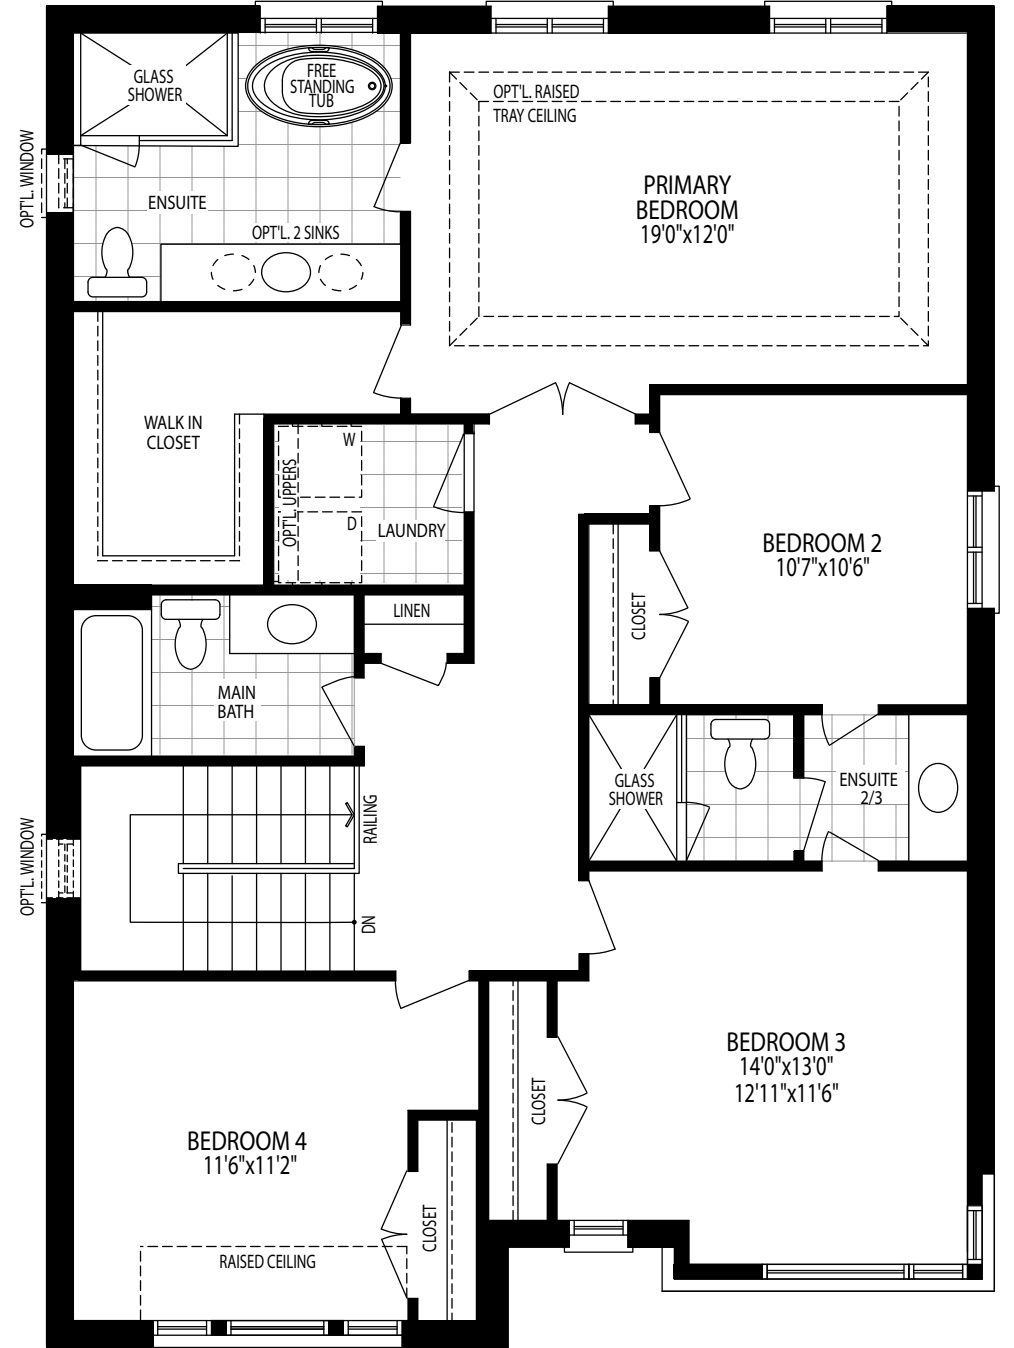 GLASS
SHOWER
FREE
STANDING
TUB
OPT'L. WINDOW
ENSUITE
OPT'L. 2 SINKS
OPT'L. RAISED
TRAY CEILING
PRIMARY
BEDROOM
19'0"x12'0"
WALK IN
CLOSET
OPT'L. UPPERS
W
D
LAUNDRY
BEDROOM 2
10'7"x10'6"
CLOSET
LINEN
MAIN
BATH
GLASS
SHOWER
ENSUITE
2/3
OPT'L. WINDOW
RAILING
DN
BEDROOM 3
14'0"x13'0"
12'11"x11'6"
CLOSET
BEDROOM 4
11'6"x11'2"
CLOSET
RAISED CEILING